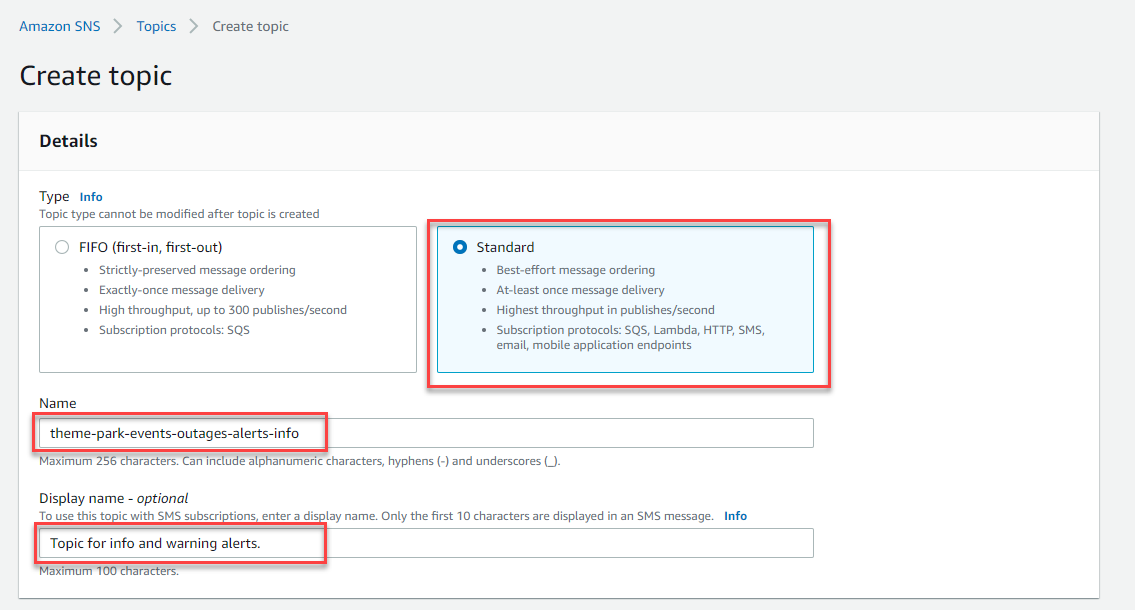 Amazon SNS > Topics > Create topic
Create topic
Details
Type Info
Topic type cannot be modified after topic is created
FIFO (first-in, first-out)
• Strictly-preserved message ordering
• Exactly-once message delivery
• High throughput, up to 300 publishes/second
• Subscription protocols: SQS
Standard
• Best-effort message ordering
• At-least once message delivery
• Highest throughput in publishes/second
• Subscription protocols: SQS, Lambda, HTTP, SMS,
email, mobile application endpoints
Name
theme-park-events-outages-alerts-info
Maximum 256 characters. Can include alphanumeric characters, hyphens (-) and underscores (_).
Display name - optional
To use this topic with SMS subscriptions, enter a display name. Only the first 10 characters are displayed in an SMS message. Info
Topic for info and warning alerts.
Maximum 100 characters.